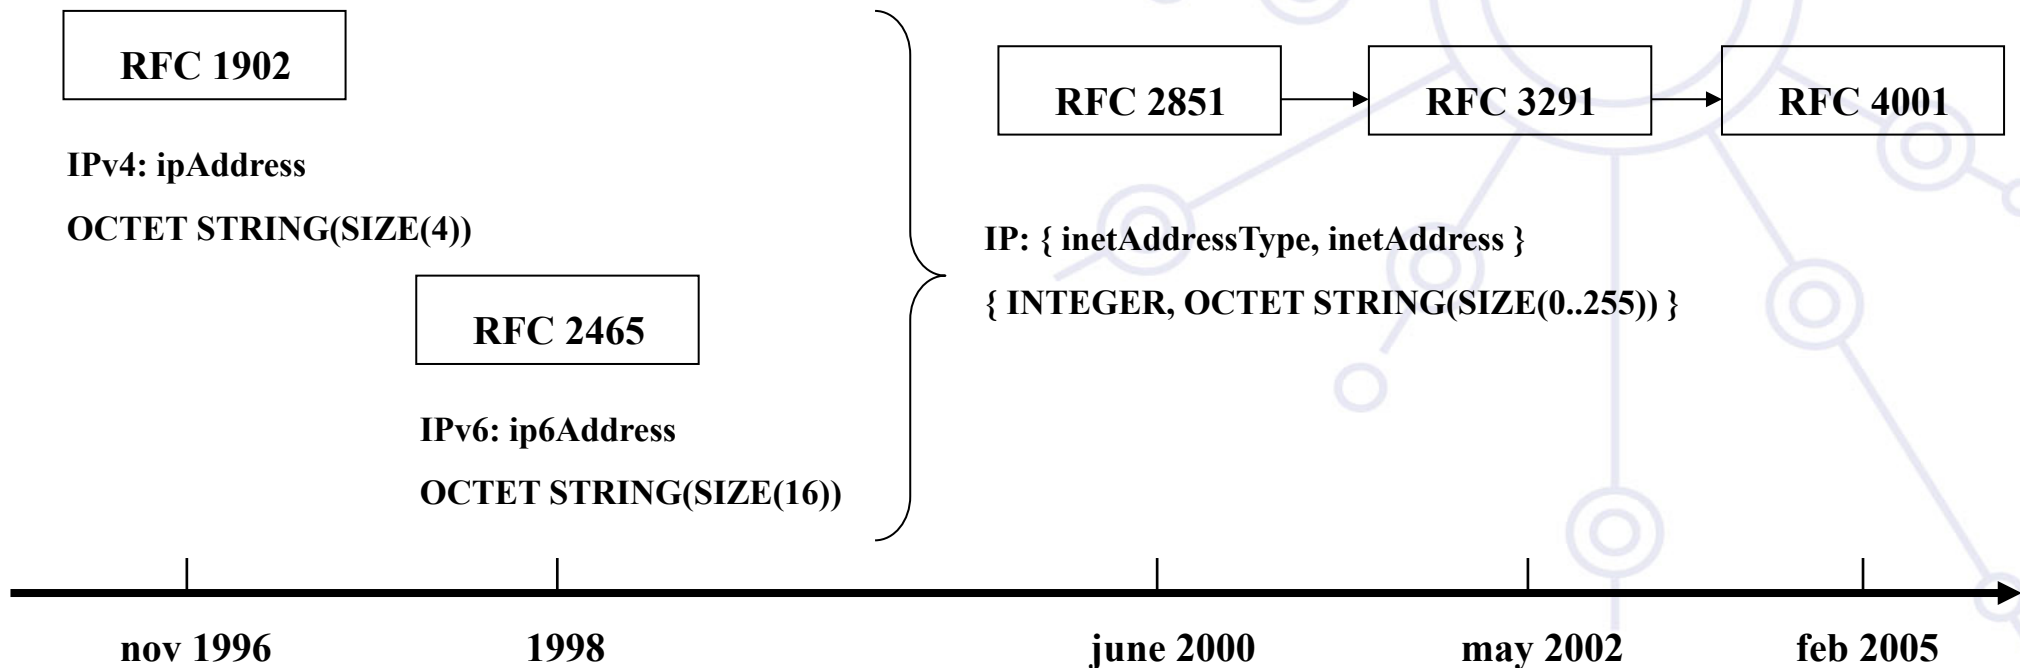 RFC 1902
IPv4: ipAddress
OCTET STRING(SIZE(4))
RFC 2465
IPv6: ip6Address
OCTET STRING(SIZE(16))
RFC 2851
RFC 3291
RFC 4001
IP: { inetAddressType, inetAddress }
{ INTEGER, OCTET STRING(SIZE(0..255)) }
nov 1996
1998
june 2000
may 2002
feb 2005